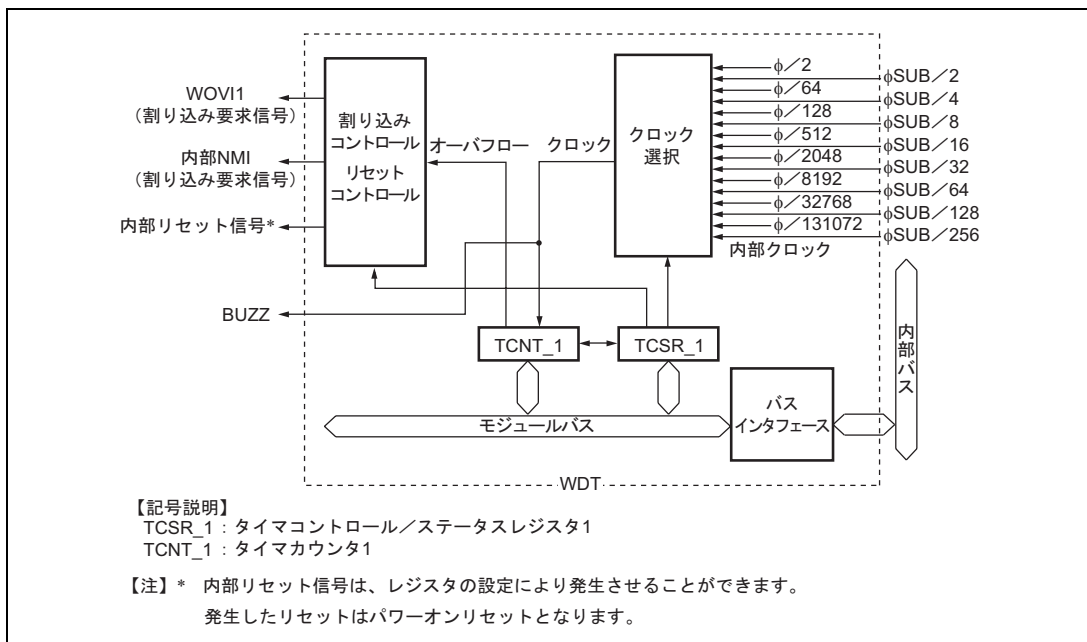 WOVI1
（割り込み要求信号）
内部NMI
（割り込み要求信号）
内部リセット信号*
BUZZ
割り込み
コントロール
リセット
コントロール
オーバフロー
クロック
クロック
選択
φ／2
φ／64
φ／128
φ／512
φ／2048
φ／8192
φ／32768
φ／131072
内部クロック
φSUB／2
φSUB／4
φSUB／8
φSUB／16
φSUB／32
φSUB／64
φSUB／128
φSUB／256
TCNT_1
TCSR_1
モジュールバス
バス
インタフェース
内部バス
WDT
【記号説明】
TCSR_1：タイマコントロール／ステータスレジスタ1
TCNT_1：タイマカウンタ1
【注】* 内部リセット信号は、レジスタの設定により発生させることができます。
発生したリセットはパワーオンリセットとなります。